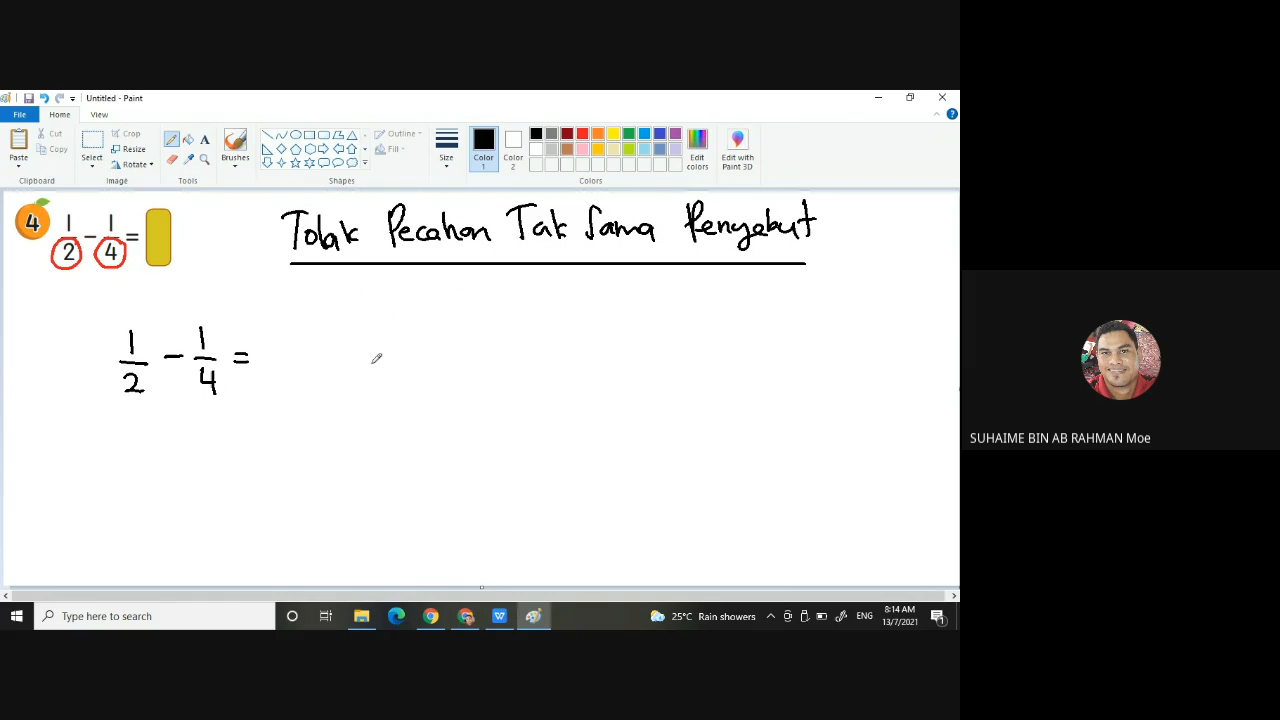 Untitled - Paint
File Home View
Paste
Cut
Copy
Clipboard
Select
Crop
Resize
Rotate
Image
Tools
Brushes
Shapes
Outline
Fill
Size
Color 1
Color 2
Edit colors
Colors
Edit with Paint 3D
4
1/2 - 1/4 =
Tolak Pecahan Tak Sama Penyebut
1/2 - 1/4 =
SUHAIME BIN AB RAHMAN Moe
Type here to search
25°C Rain showers
ENG
8:14 AM
13/7/2021
1